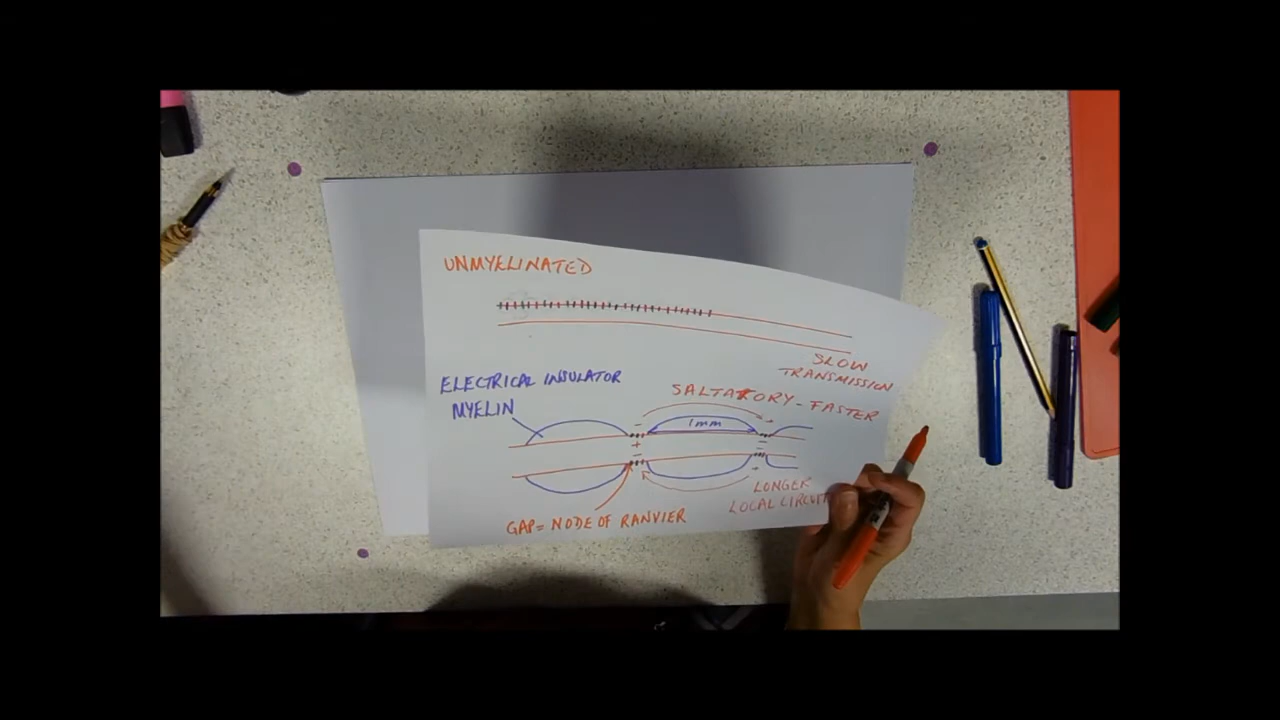 UNMYELINATED
SLOW
TRANSMISSION
ELECTRICAL INSULATOR
MYELIN
SALTATORY - FASTER
1mm
- +
+ -
- -
- +
LONGER
LOCAL CIRCUIT
GAP = NODE OF RANVIER